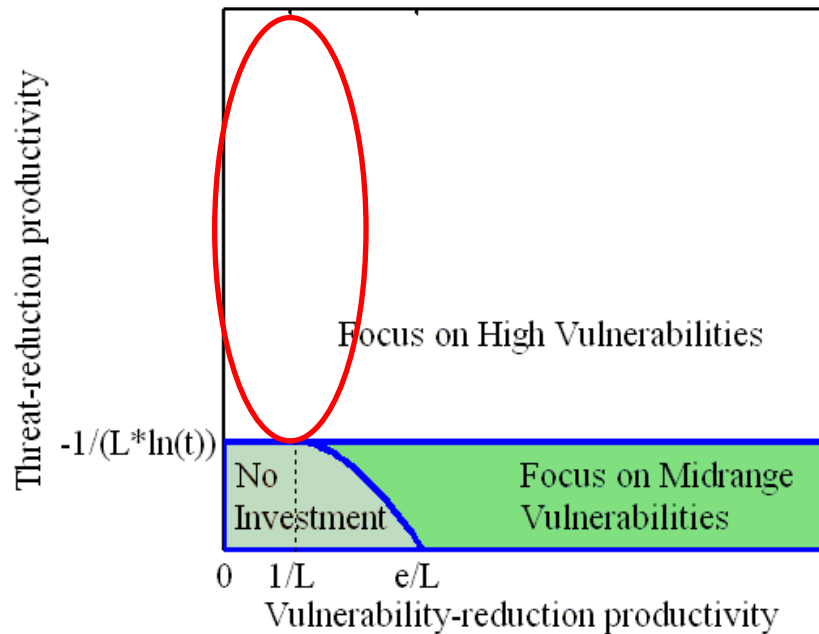 Threat-reduction productivity
Focus on High Vulnerabilities
-1/(L*ln(t))
No
Investment
Focus on Midrange
Vulnerabilities
0 1/L e/L
Vulnerability-reduction productivity